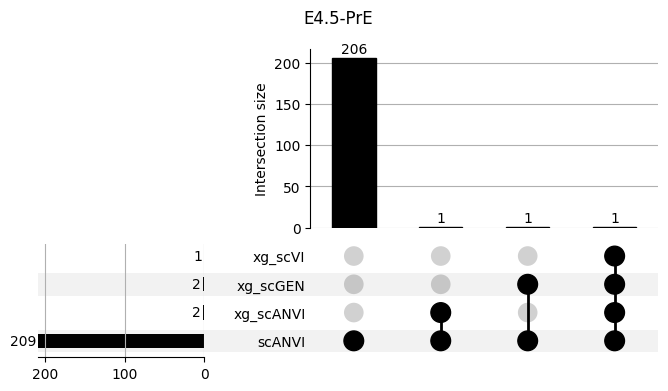 E4.5-PrE
206
200
150
100
50
0
Intersection size
1 1 1
1 xg_scVI
2 xg_scGEN
2 xg_scANVI
209 scANVI
200 100 0